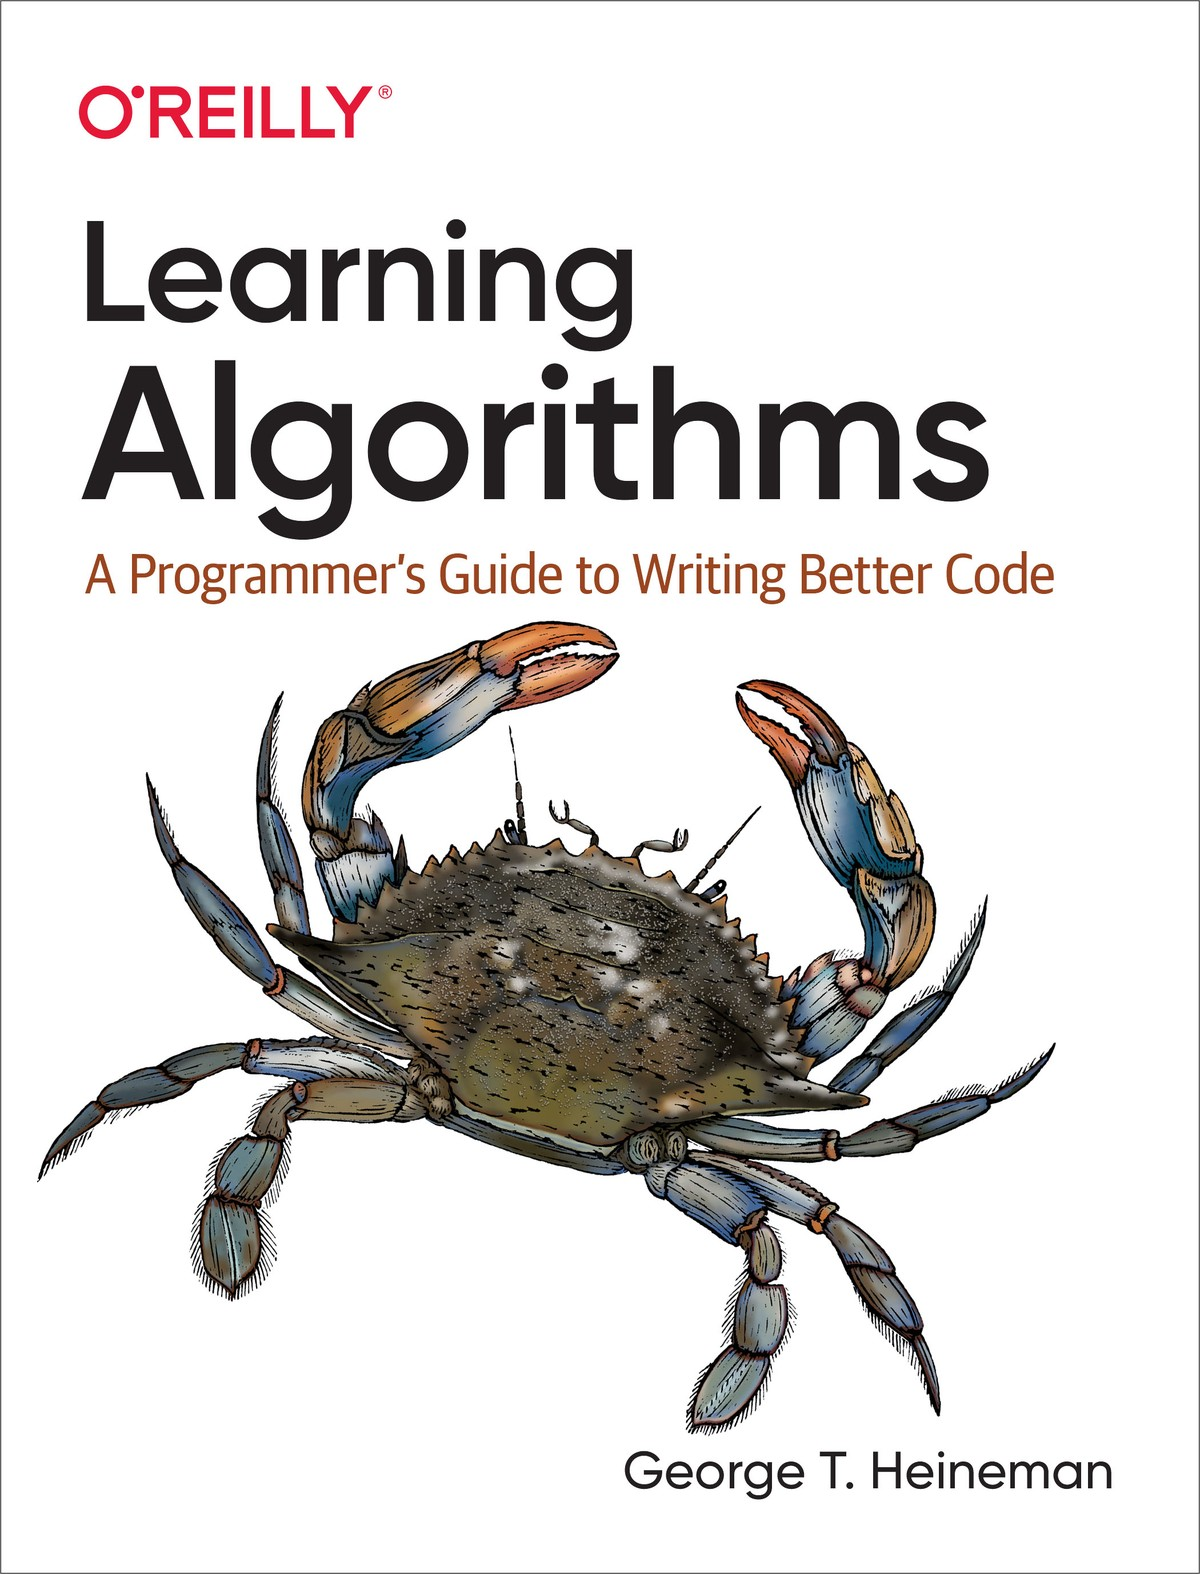 O'REILLY®
Learning
Algorithms
A Programmer’s Guide to Writing Better Code
George T. Heineman